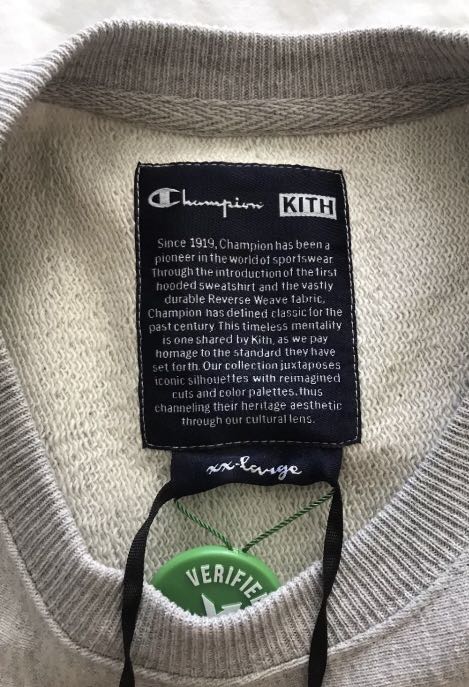 Champion KITH
Since 1919, Champion has been a
pioneer in the world of sportswear.
Through the introduction of the first
hooded sweatshirt and the vastly
durable Reverse Weave fabric,
Champion has defined classic for the
past century. This timeless mentality
is one shared by Kith, as we pay
homage to the standard they have
set forth. Our collection juxtaposes
iconic silhouettes with reimagined
cuts and color palettes, thus
channeling their heritage aesthetic
through our cultural lens.
xx-large
VERIFIE